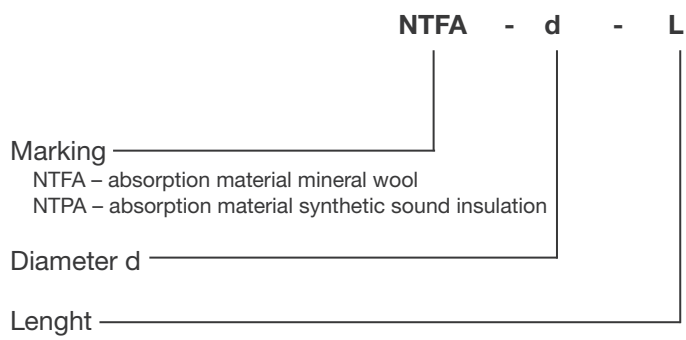 NTFA - d - L
Marking
NTFA – absorption material mineral wool
NTPA – absorption material synthetic sound insulation
Diameter d
Lenght